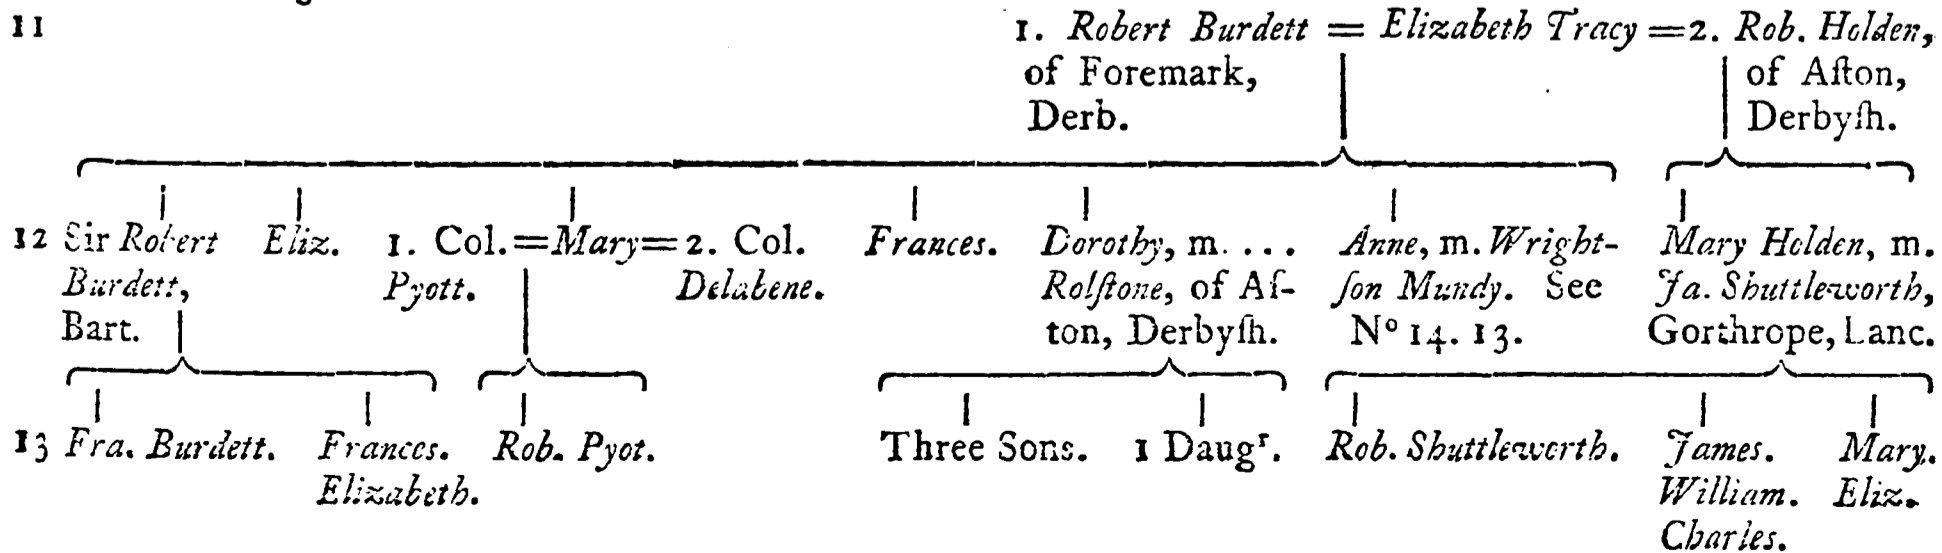 11 1. Robert Burdett = Elizabeth Tracy = 2. Rob. Holden,
of Foremark, of Aſton,
Derb. Derbyſh.
12 Sir Robert Eliz. 1. Col. = Mary = 2. Col. Frances. Dorothy, m. .... Anne, m. Wright- Mary Holden, m.
Burdett, Pyott. Delabene. Rolſtone, of Aſ- ſon Mundy. See Ja. Shuttleworth,
Bart. ton, Derbyſh. Nº 14. 13. Gorthrope, Lanc.
13 Fra. Burdett. Frances. Rob. Pyot. Three Sons. 1 Daugʳ. Rob. Shuttleworth. James. Mary.
Elizabeth. William. Eliz.
Charles.